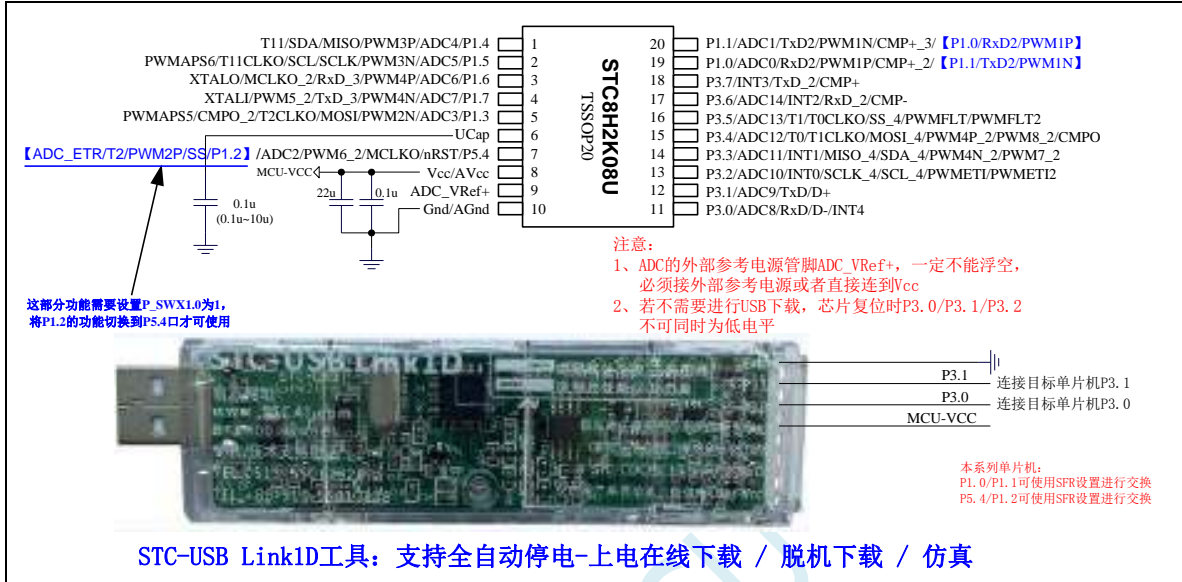 T11/SDA/MISO/PWM3P/ADC4/P1.4
PWMAPS6/T11CLKO/SCL/SCLK/PWM3N/ADC5/P1.5
XTALO/MCLKO_2/RxD_3/PWM4P/ADC6/P1.6
XTALI/PWM5_2/TxD_3/PWM4N/ADC7/P1.7
PWMAPS5/CMPO_2/T2CLKO/MOSI/PWM2N/ADC3/P1.3
UCap
【ADC_ETR/T2/PWM2P/SS/P1.2】/ADC2/PWM6_2/MCLKO/nRST/P5.4
MCU-VCC
Vcc/AVcc
ADC_VRef+
Gnd/AGnd
22u
0.1u
0.1u
(0.1u~10u)
1
2
3
4
5
6
7
8
9
10
STC8H2K08U
TSSOP20
20
19
18
17
16
15
14
13
12
11
P1.1/ADC1/TxD2/PWM1N/CMP+_3/【P1.0/RxD2/PWM1P】
P1.0/ADC0/RxD2/PWM1P/CMP+_2/【P1.1/TxD2/PWM1N】
P3.7/INT3/TxD_2/CMP+
P3.6/ADC14/INT2/RxD_2/CMP-
P3.5/ADC13/T1/T0CLKO/SS_4/PWMFLT/PWMFLT2
P3.4/ADC12/T0/T1CLKO/MOSI_4/PWM4P_2/PWM8_2/CMPO
P3.3/ADC11/INT1/MISO_4/SDA_4/PWM4N_2/PWM7_2
P3.2/ADC10/INT0/SCLK_4/SCL_4/PWMETI/PWMETI2
P3.1/ADC9/TxD/D+
P3.0/ADC8/RxD/D-/INT4
注意：
1、ADC的外部参考电源管脚ADC_VRef+，一定不能浮空，
必须接外部参考电源或者直接连到Vcc
2、若不需要进行USB下载，芯片复位时P3.0/P3.1/P3.2
不可同时为低电平
这部分功能需要设置P_SWX1.0为1，
将P1.2的功能切换到P5.4口才可使用
STC-USB Link1D
P3.1
连接目标单片机P3.1
P3.0
连接目标单片机P3.0
MCU-VCC
本系列单片机：
P1.0/P1.1可使用SFR设置进行交换
P5.4/P1.2可使用SFR设置进行交换
STC-USB Link1D工具：支持全自动停电-上电在线下载 / 脱机下载 / 仿真